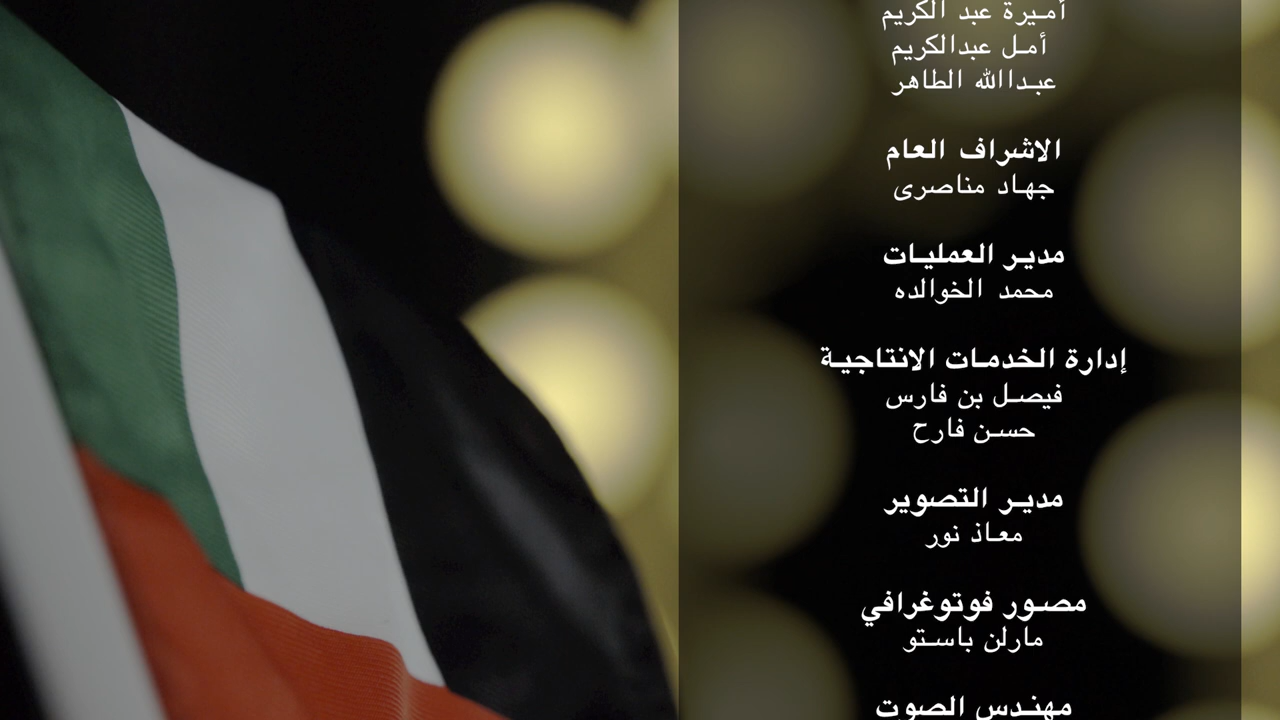 أميرة عبد الكريم
أمل عبدالكريم
عبداالله الطاهر
الاشراف العام
جهاد مناصرى
مدير العمليات
محمد الخوالده
إدارة الخدمات الانتاجية
فيصل بن فارس
حسن فارح
مدير التصوير
معاذ نور
مصور فوتوغرافي
مارلن باستو
مهندس الصوت